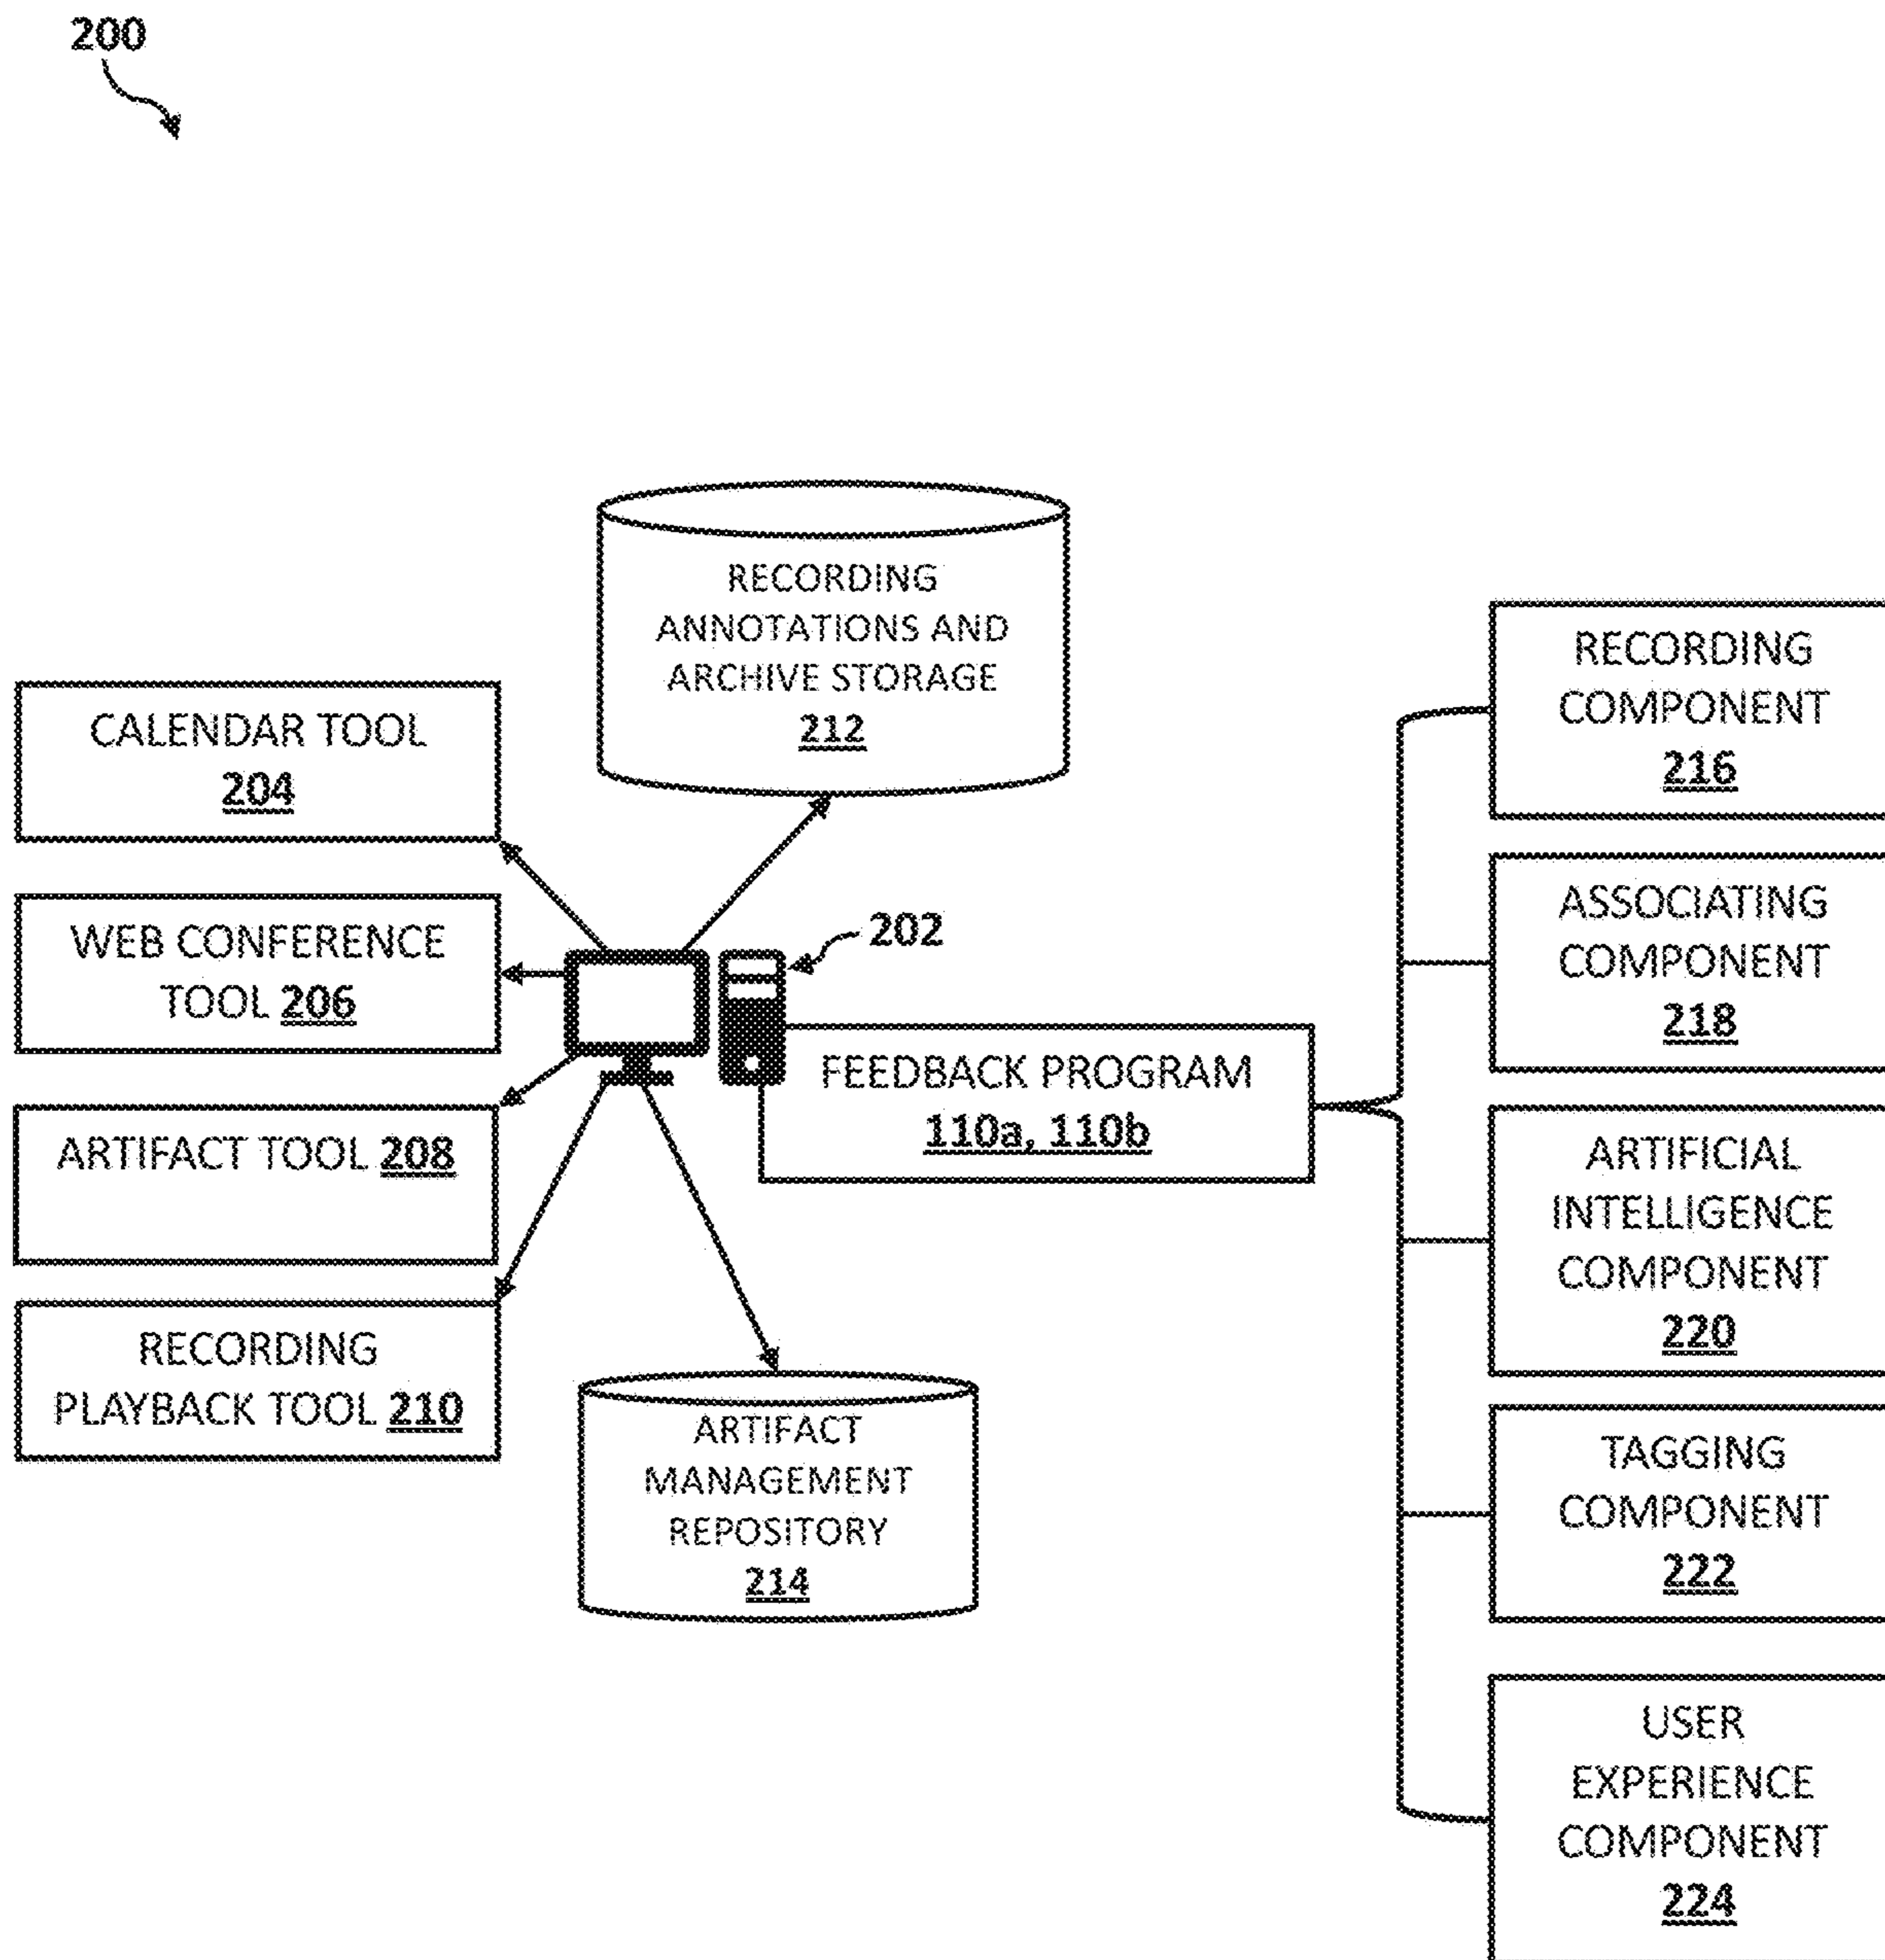 200
RECORDING
ANNOTATIONS AND
ARCHIVE STORAGE
212
CALENDAR TOOL
204
WEB CONFERENCE
TOOL 206
ARTIFACT TOOL 208
RECORDING
PLAYBACK TOOL 210
202
FEEDBACK PROGRAM
110a, 110b
ARTIFACT
MANAGEMENT
REPOSITORY
214
RECORDING
COMPONENT
216
ASSOCIATING
COMPONENT
218
ARTIFICIAL
INTELLIGENCE
COMPONENT
220
TAGGING
COMPONENT
222
USER
EXPERIENCE
COMPONENT
224